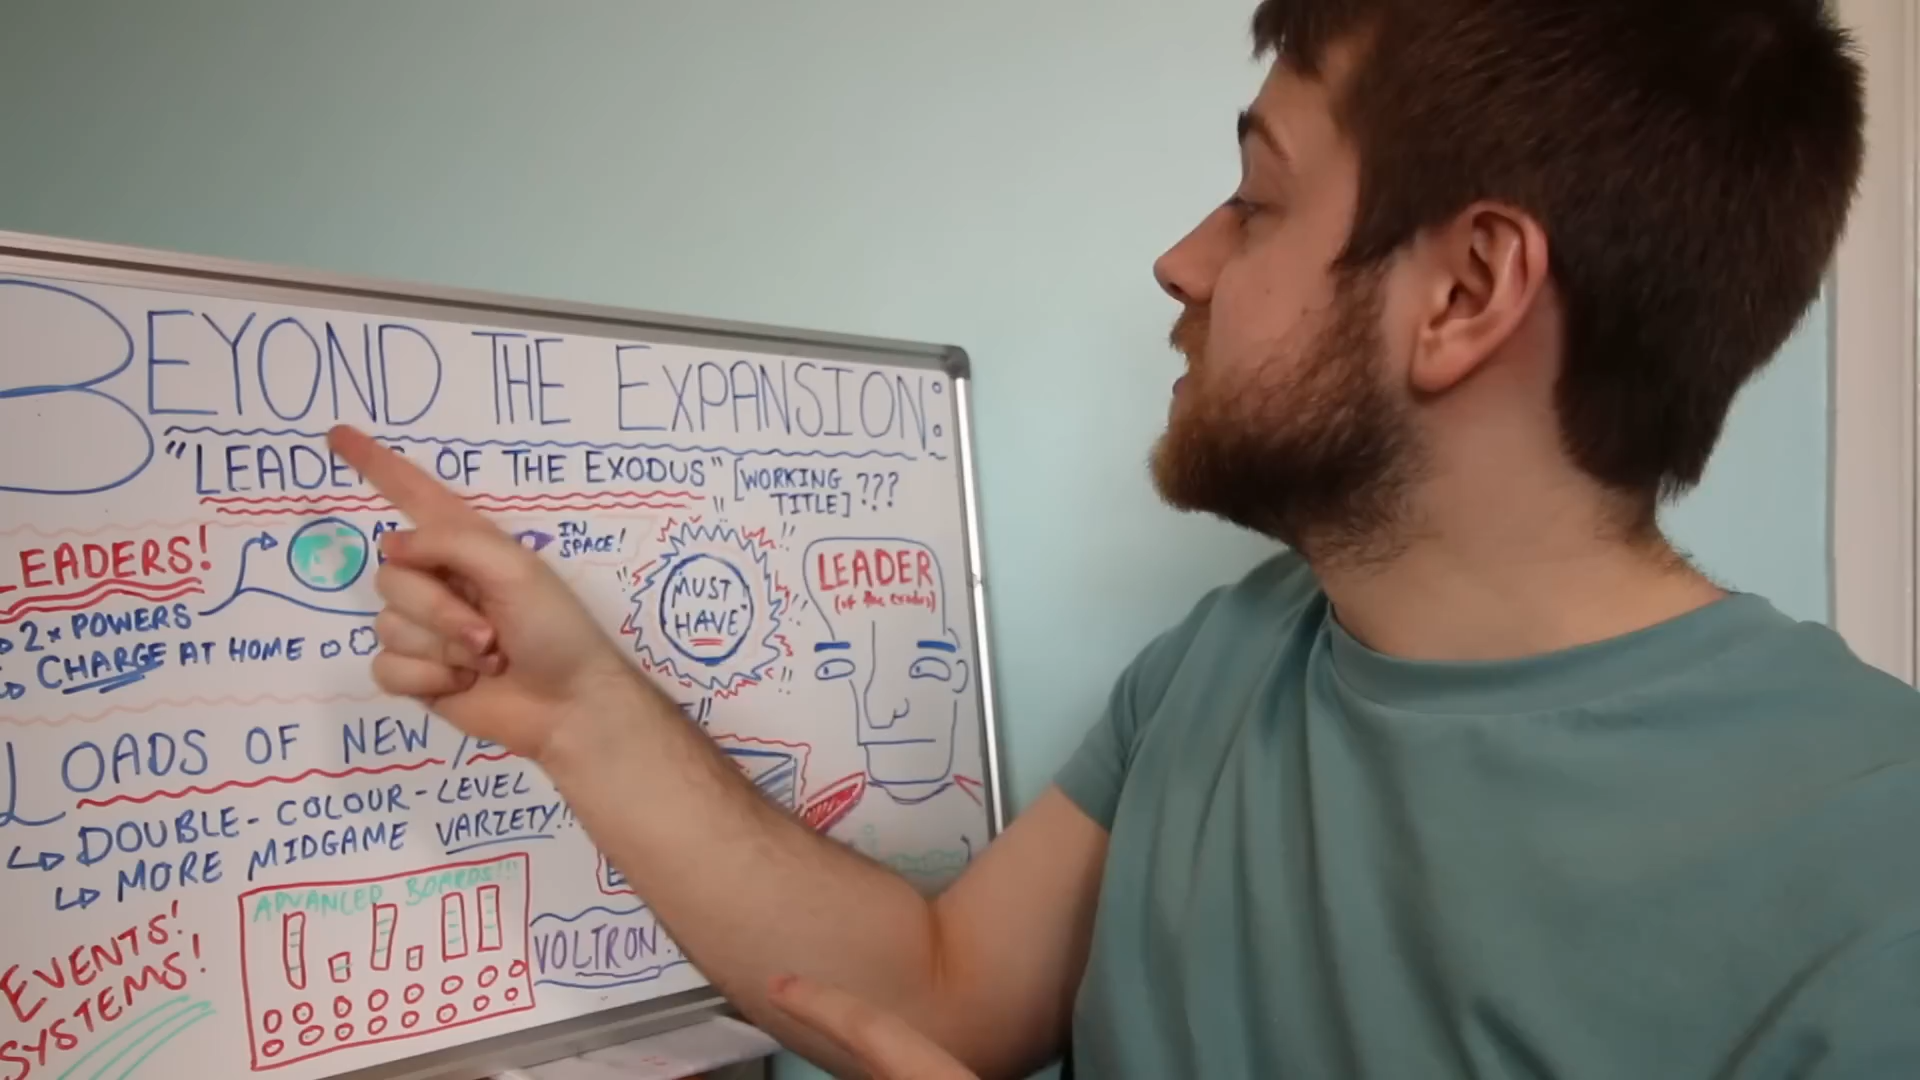 BEYOND THE EXPANSION:
"LEADERS OF THE EXODUS" [WORKING TITLE] ???
LEADERS!
IN SPACE!
2x POWERS
CHARGE AT HOME
MUST HAVE
LEADER
(of the exodus)
LOADS OF NEW
DOUBLE-COLOUR-LEVEL
MORE MIDGAME VARIETY!!
EVENTS!
SYSTEMS!
ADVANCED BOARDS!!!
VOLTRON